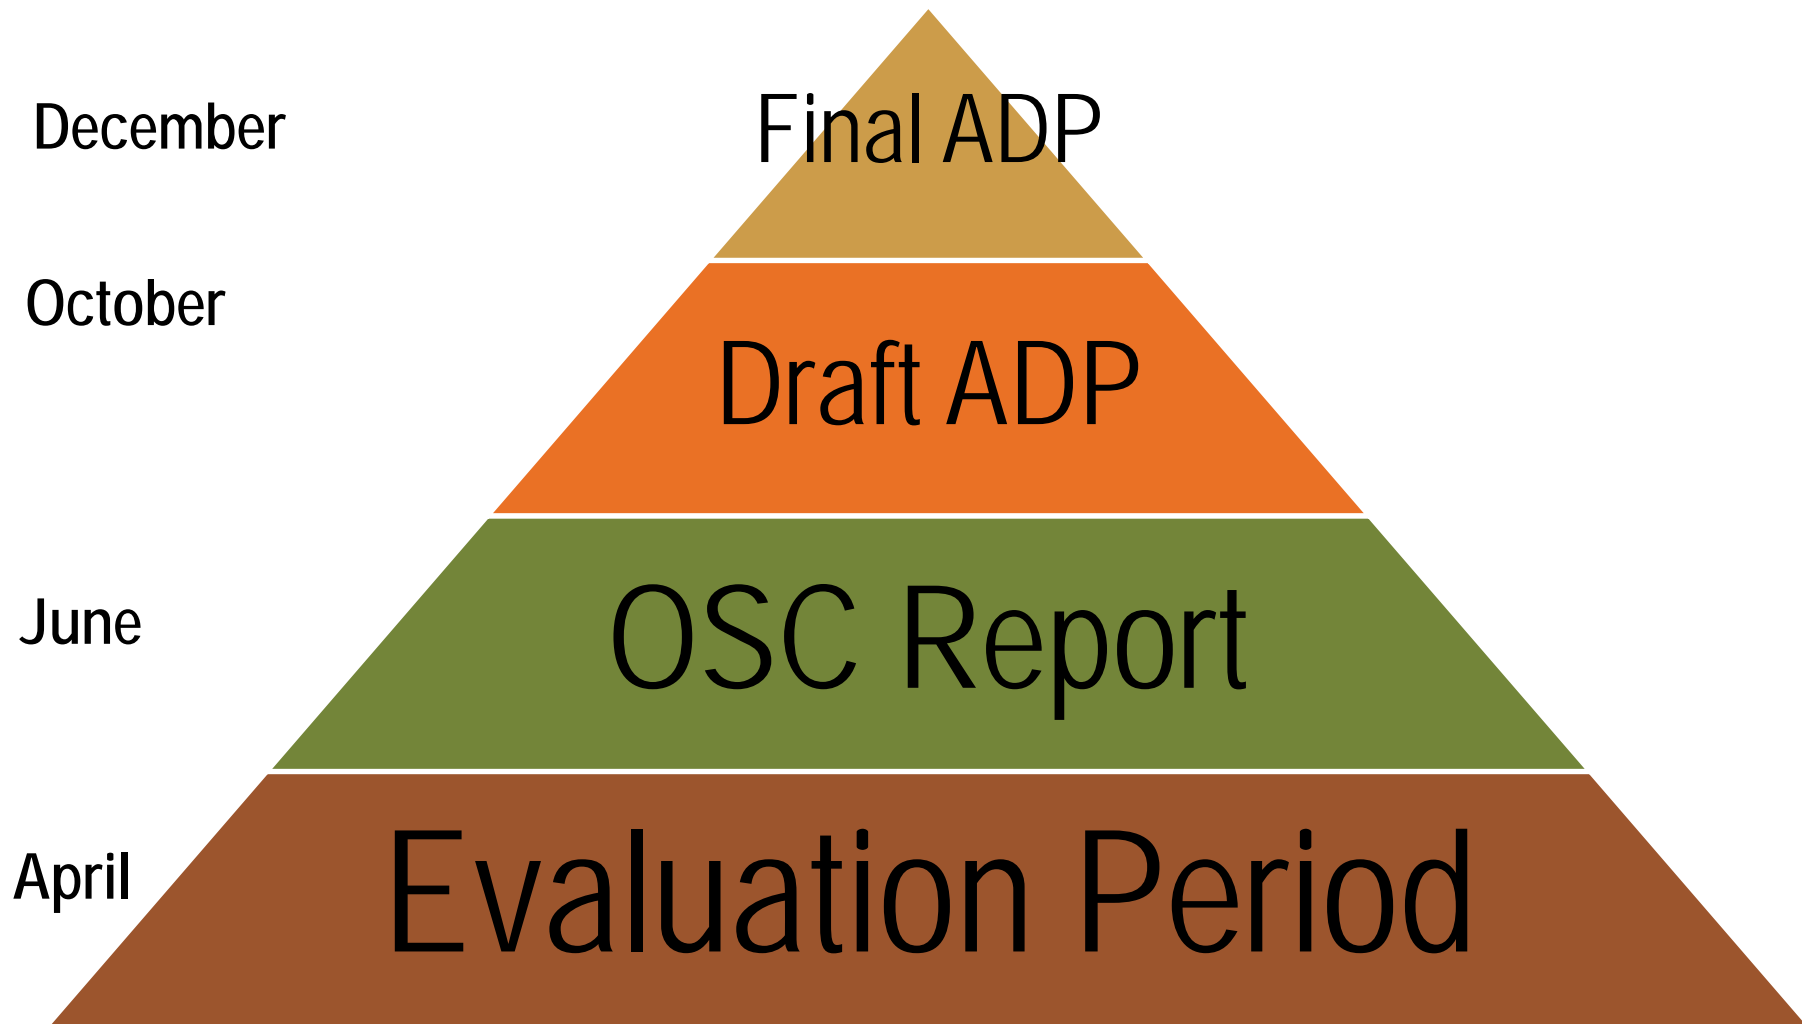 December
Final ADP
October
Draft ADP
June
OSC Report
April
Evaluation Period